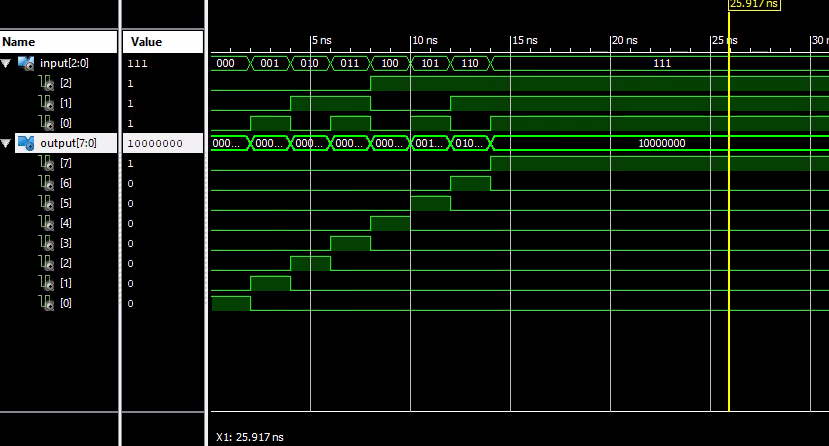 25.917 ns
Name Value 5 ns 10 ns 15 ns 20 ns 25 ns 30 ns
input[2:0] 111 000 001 010 011 100 101 110 111
[2] 1
[1] 1
[0] 1
output[7:0] 10000000 000... 000... 000... 000... 000... 001... 010... 10000000
[7] 1
[6] 0
[5] 0
[4] 0
[3] 0
[2] 0
[1] 0
[0] 0
X1: 25.917 ns